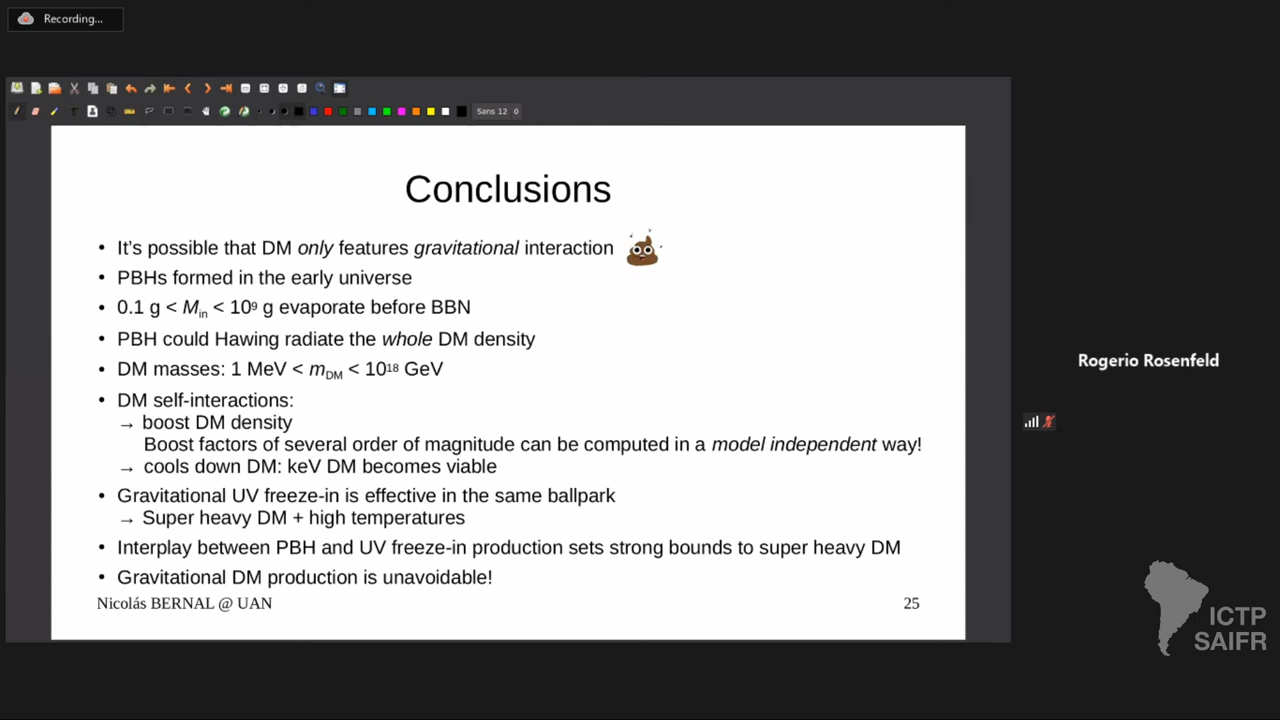 Recording...
Sans 12 0
Conclusions
• It's possible that DM only features gravitational interaction
• PBHs formed in the early universe
• 0.1 g < Min < 10⁹ g evaporate before BBN
• PBH could Hawing radiate the whole DM density
• DM masses: 1 MeV < mDM < 10¹⁸ GeV
• DM self-interactions:
→ boost DM density
Boost factors of several order of magnitude can be computed in a model independent way!
→ cools down DM: keV DM becomes viable
• Gravitational UV freeze-in is effective in the same ballpark
→ Super heavy DM + high temperatures
• Interplay between PBH and UV freeze-in production sets strong bounds to super heavy DM
• Gravitational DM production is unavoidable!
Nicolás BERNAL @ UAN
25
Rogerio Rosenfeld
ICTP
SAIFR